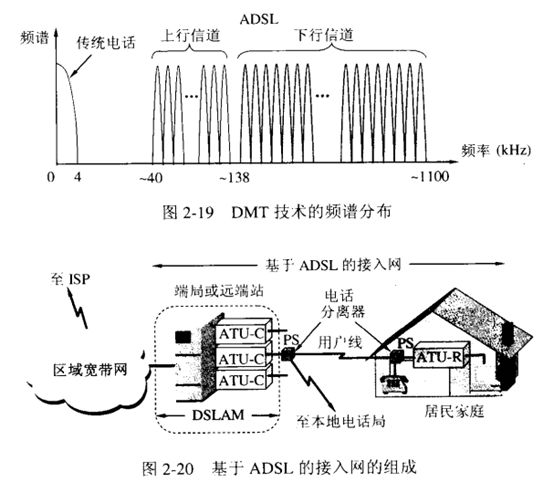 ADSL
频谱
传统电话
上行信道
下行信道
...
...
频率 (kHz)
0
4
~40
~138
~1100
图 2-19 DMT 技术的频谱分布
基于 ADSL 的接入网
至 ISP
端局或远端站
电话
分离器
PS
用户线
PS
ATU-C
ATU-C
ATU-C
ATU-R
区域宽带网
DSLAM
至本地电话局
居民家庭
图 2-20 基于 ADSL 的接入网的组成